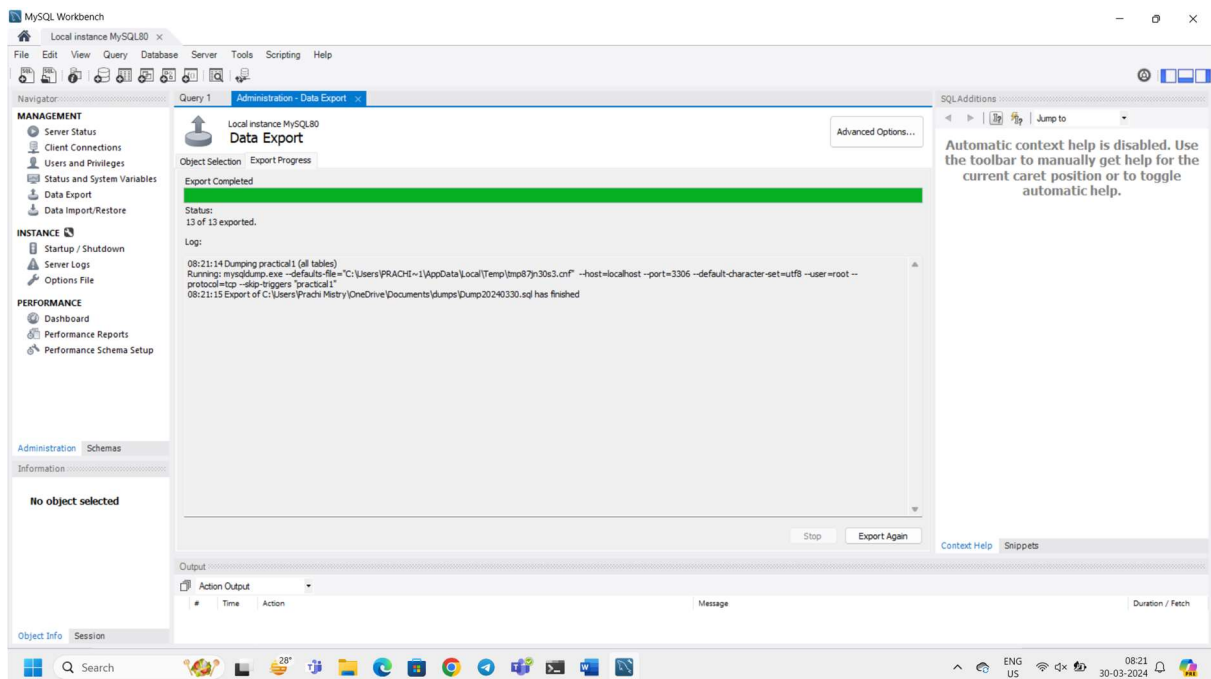 MySQL Workbench
Local instance MySQL80 ×
File Edit View Query Database Server Tools Scripting Help
Navigator
MANAGEMENT
Server Status
Client Connections
Users and Privileges
Status and System Variables
Data Export
Data Import/Restore
INSTANCE
Startup / Shutdown
Server Logs
Options File
PERFORMANCE
Dashboard
Performance Reports
Performance Schema Setup
Administration Schemas
Information
No object selected
Object Info Session
Query 1 Administration - Data Export ×
Local instance MySQL80
Data Export
Advanced Options...
Object Selection Export Progress
Export Completed
Status:
13 of 13 exported.
Log:
08:21:14 Dumping practical1 (all tables)
Running: mysqldump.exe --defaults-file="C:\Users\PRACHI~1\AppData\Local\Temp\tmp87jn30s3.cnf" --host=localhost --port=3306 --default-character-set=utf8 --user=root --
protocol=tcp --skip-triggers "practical1"
08:21:15 Export of C:\Users\Prachi Mistry\OneDrive\Documents\dumps\Dump20240330.sql has finished
Stop Export Again
Output
Action Output
# Time Action Message Duration / Fetch
SQLAdditions
Jump to
Automatic context help is disabled. Use
the toolbar to manually get help for the
current caret position or to toggle
automatic help.
Context Help Snippets
Search
28°
ENG
US
08:21
30-03-2024